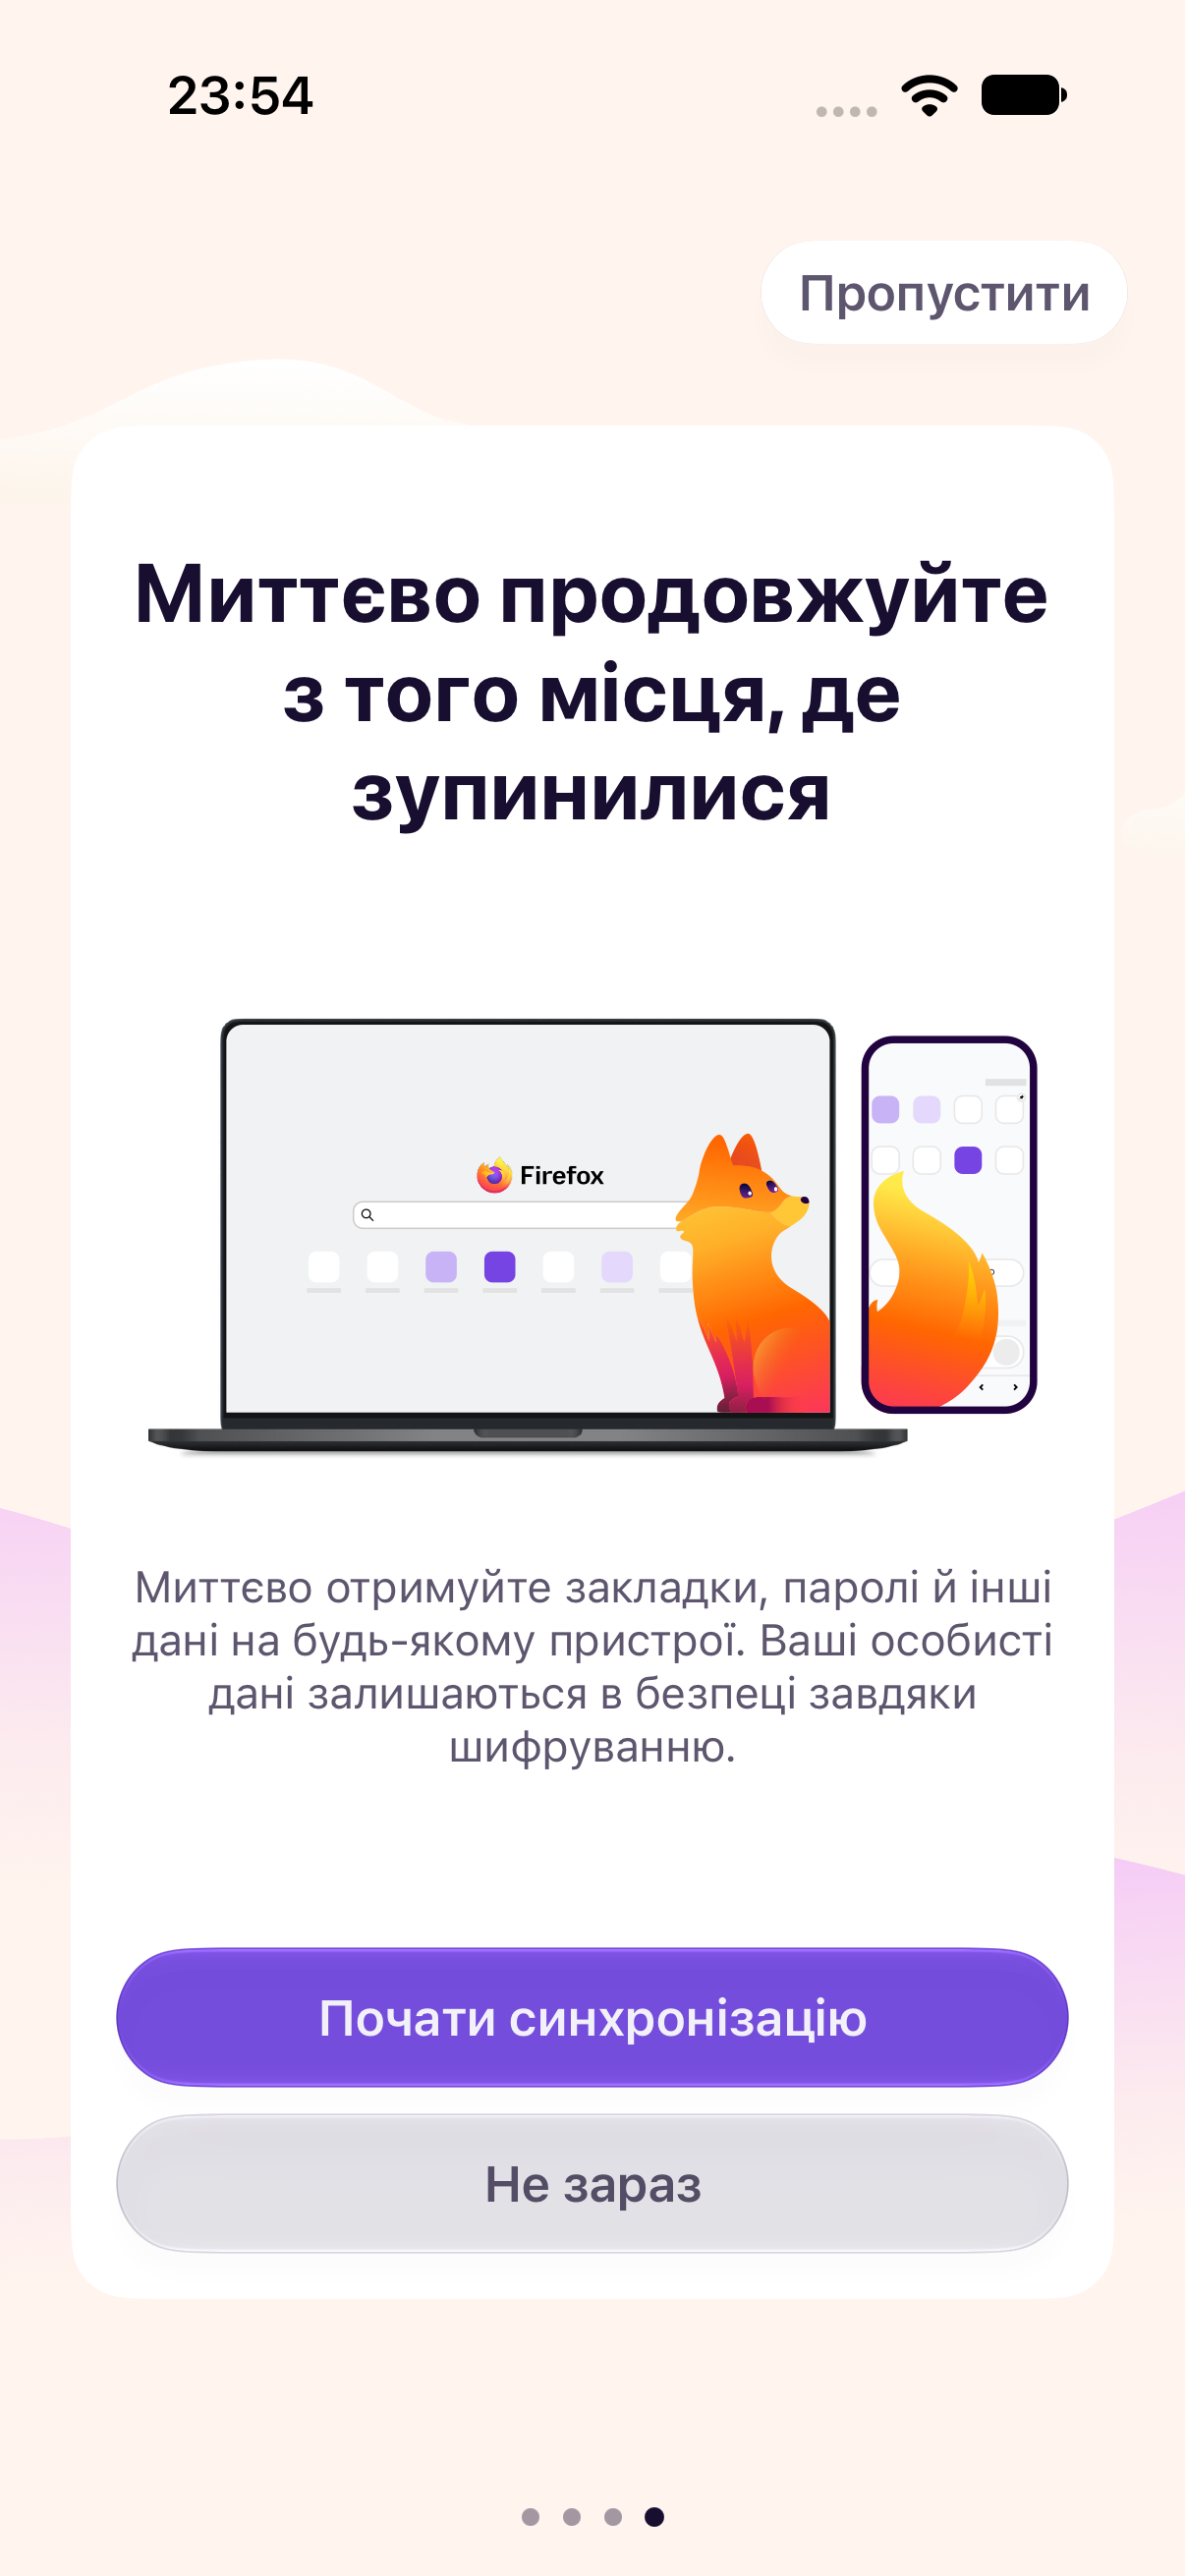 23:54
Пропустити
Миттєво продовжуйте
з того місця, де
зупинилися
Firefox
Миттєво отримуйте закладки, паролі й інші
дані на будь-якому пристрої. Ваші особисті
дані залишаються в безпеці завдяки
шифруванню.
Почати синхронізацію
Не зараз